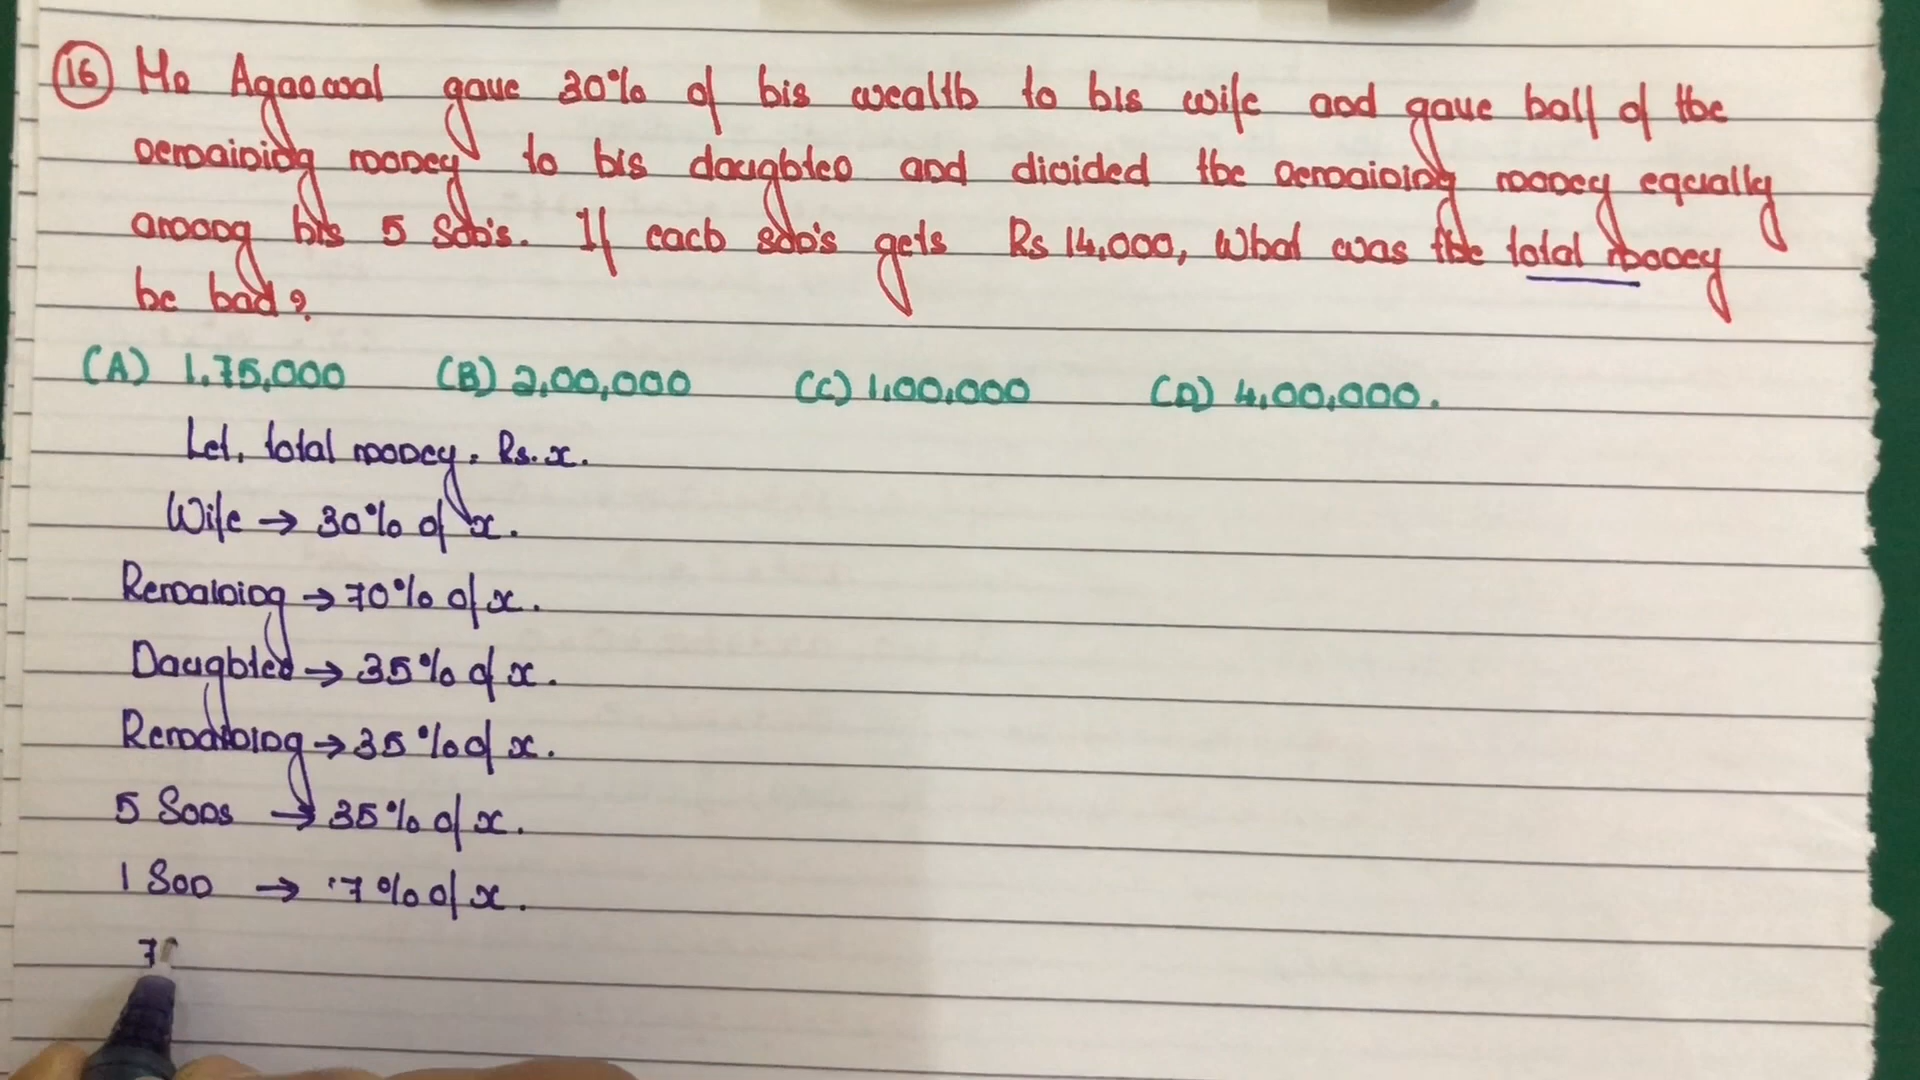 (16) Mr Agarwal gave 30% of his wealth to his wife and gave half of the
remaining money to his daughter and divided the remaining money equally
among his 5 Son's. If each son's gets Rs 14,000, What was the total money
he had?
(A) 1,75,000 (B) 2,00,000 (C) 1,00,000 (D) 4,00,000.
Let, total money = Rs. x.
Wife → 30% of x.
Remaining → 70% of x.
Daughter → 35% of x.
Remaining → 35% of x.
5 Sons → 35% of x.
1 Son → 7% of x.
7